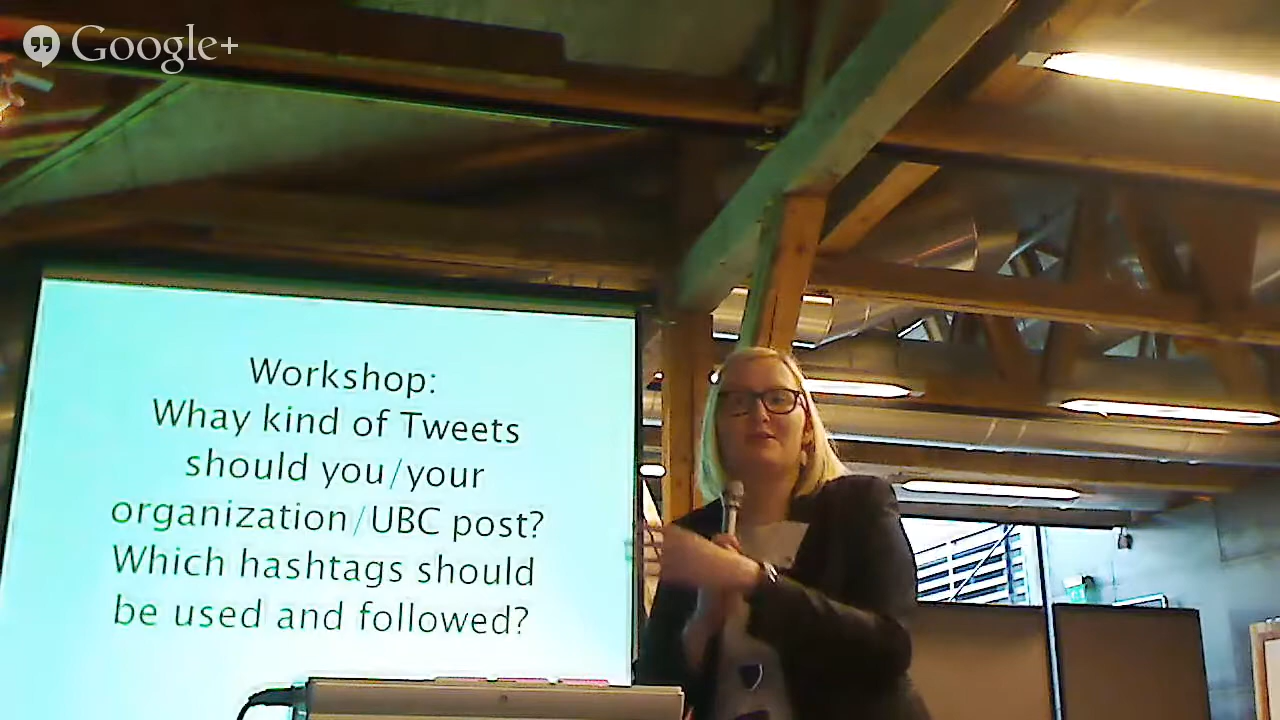 Google+
Workshop:
Whay kind of Tweets
should you/your
organization/UBC post?
Which hashtags should
be used and followed?